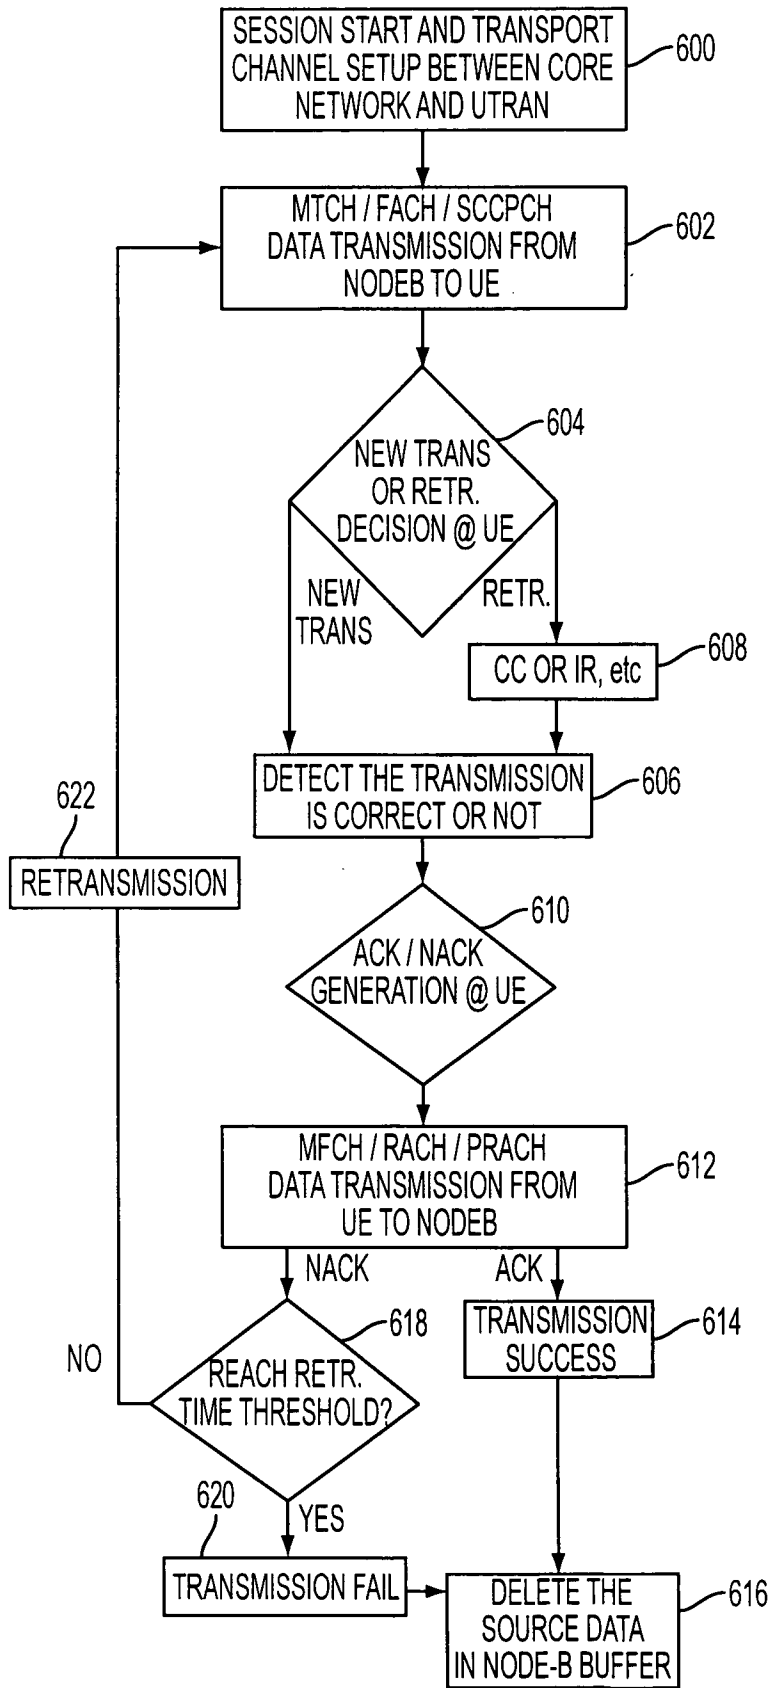 SESSION START AND TRANSPORT
CHANNEL SETUP BETWEEN CORE
NETWORK AND UTRAN
600
MTCH / FACH / SCCPCH
DATA TRANSMISSION FROM
NODEB TO UE
602
604
NEW TRANS
OR RETR.
DECISION @ UE
NEW
TRANS
RETR.
CC OR IR, etc
608
DETECT THE TRANSMISSION
IS CORRECT OR NOT
606
622
RETRANSMISSION
610
ACK / NACK
GENERATION @ UE
MFCH / RACH / PRACH
DATA TRANSMISSION FROM
UE TO NODEB
612
NACK
ACK
618
REACH RETR.
TIME THRESHOLD?
NO
TRANSMISSION
SUCCESS
614
620
YES
TRANSMISSION FAIL
DELETE THE
SOURCE DATA
IN NODE-B BUFFER
616